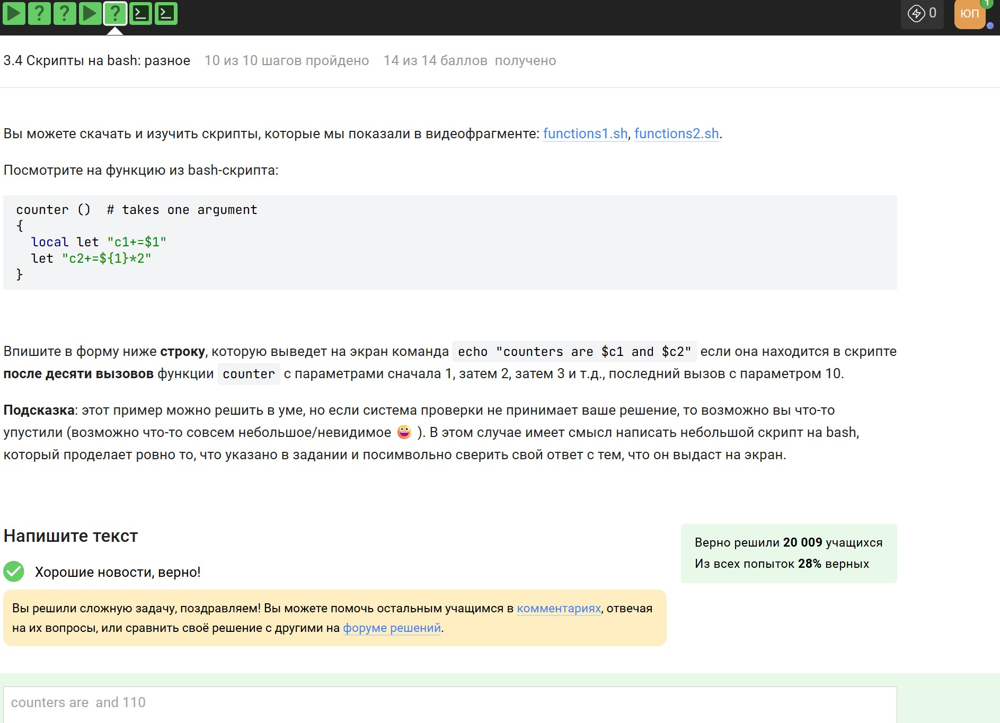 0
ЮП
1
3.4 Скрипты на bash: разное 10 из 10 шагов пройдено 14 из 14 баллов получено
Вы можете скачать и изучить скрипты, которые мы показали в видеофрагменте: functions1.sh, functions2.sh.
Посмотрите на функцию из bash-скрипта:
counter () # takes one argument
{
local let "c1+=$1"
let "c2+=${1}*2"
}
Впишите в форму ниже строку, которую выведет на экран команда echo "counters are $c1 and $c2" если она находится в скрипте
после десяти вызовов функции counter с параметрами сначала 1, затем 2, затем 3 и т.д., последний вызов с параметром 10.
Подсказка: этот пример можно решить в уме, но если система проверки не принимает ваше решение, то возможно вы что-то
упустили (возможно что-то совсем небольшое/невидимое 😀 ). В этом случае имеет смысл написать небольшой скрипт на bash,
который проделает ровно то, что указано в задании и посимвольно сверить свой ответ с тем, что он выдаст на экран.
Напишите текст
Верно решили 20 009 учащихся
Из всех попыток 28% верных
Хорошие новости, верно!
Вы решили сложную задачу, поздравляем! Вы можете помочь остальным учащимся в комментариях, отвечая
на их вопросы, или сравнить своё решение с другими на форуме решений.
counters are  and 110